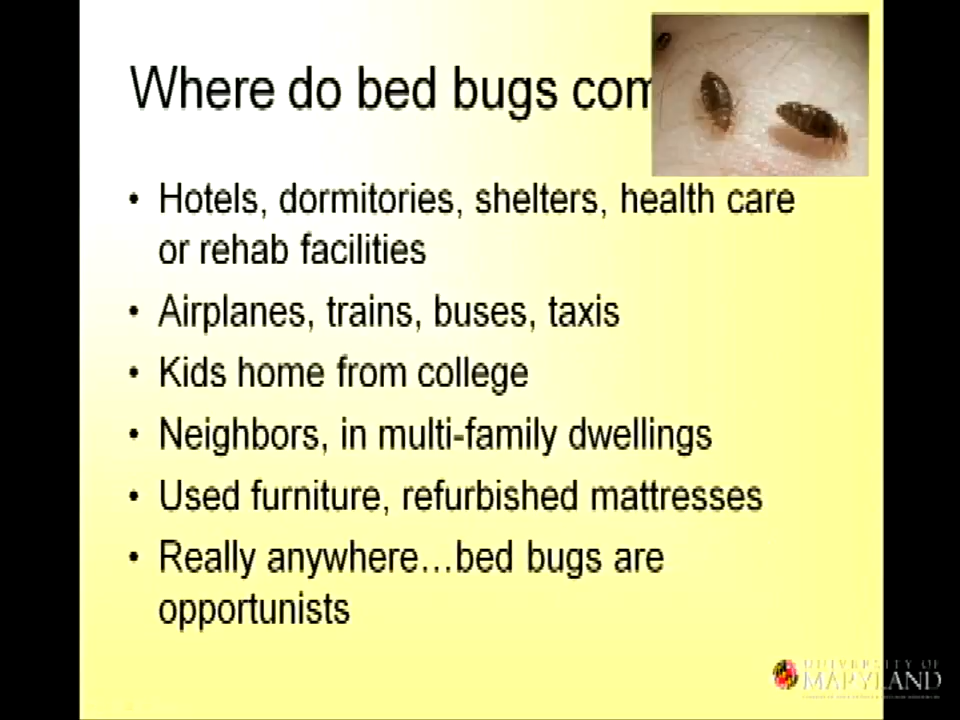 Where do bed bugs com
• Hotels, dormitories, shelters, health care
or rehab facilities
• Airplanes, trains, buses, taxis
• Kids home from college
• Neighbors, in multi-family dwellings
• Used furniture, refurbished mattresses
• Really anywhere…bed bugs are
opportunists
UNIVERSITY OF
MARYLAND